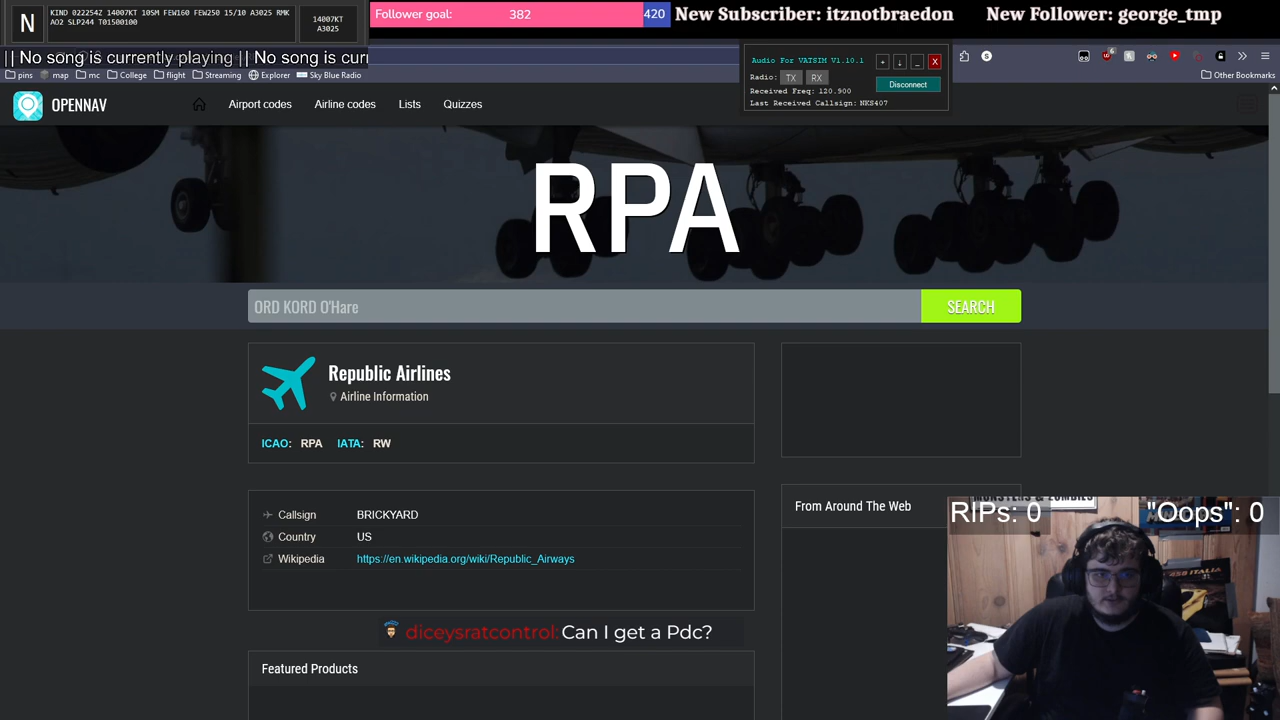 N
KIND 022254Z 14007KT 10SM FEW160 FEW250 15/10 A3025 RMK
AO2 SLP244 T01500100
14007KT
A3025
Follower goal:
382
420
New Subscriber: itznotbraedon
New Follower: george_tmp
|| No song is currently playing || No song is curr
pins
map
mc
College
flight
Streaming
Explorer
Sky Blue Radio
Other Bookmarks
Audio For VATSIM V1.10.1
+
↓
_
X
Radio:
TX
RX
Disconnect
Received Freq: 120.900
Last Received Callsign: NKS407
S
6
OPENNAV
Airport codes
Airline codes
Lists
Quizzes
RPA
ORD KORD O'Hare
SEARCH
Republic Airlines
Airline Information
ICAO: RPA IATA: RW
Callsign BRICKYARD
Country US
Wikipedia https://en.wikipedia.org/wiki/Republic_Airways
From Around The Web
RIPs: 0
"Oops": 0
diceysratcontrol: Can I get a Pdc?
Featured Products